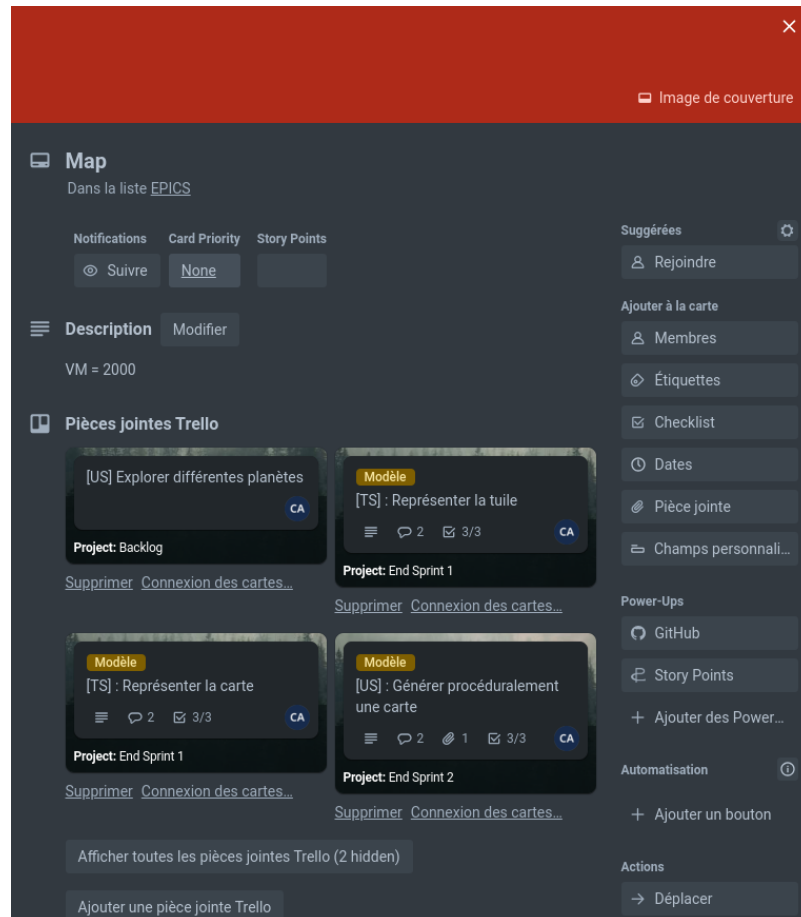 Image de couverture
Map
Dans la liste EPICS
Notifications Card Priority Story Points
Suivre None
Description Modifier
VM = 2000
Pièces jointes Trello
[US] Explorer différentes planètes
CA
Project: Backlog
Supprimer Connexion des cartes…
Modèle
[TS] : Représenter la tuile
2 3/3 CA
Project: End Sprint 1
Supprimer Connexion des cartes…
Modèle
[TS] : Représenter la carte
2 3/3 CA
Project: End Sprint 1
Supprimer Connexion des cartes…
Modèle
[US] : Générer procéduralement
une carte
2 1 3/3 CA
Project: End Sprint 2
Supprimer Connexion des cartes…
Afficher toutes les pièces jointes Trello (2 hidden)
Ajouter une pièce jointe Trello
Suggérées
Rejoindre
Ajouter à la carte
Membres
Étiquettes
Checklist
Dates
Pièce jointe
Champs personnali…
Power-Ups
GitHub
Story Points
Ajouter des Power…
Automatisation
Ajouter un bouton
Actions
Déplacer